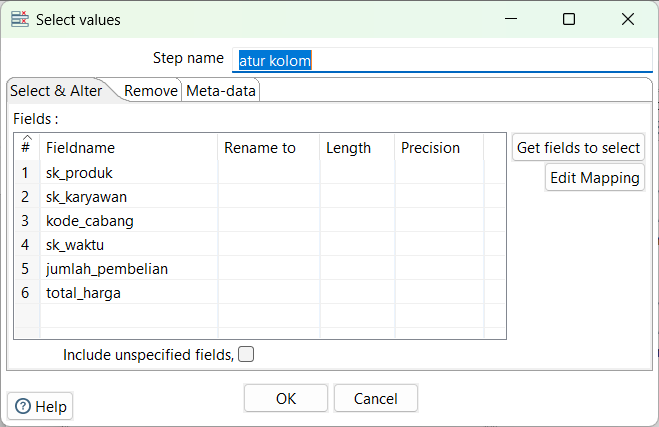 Select values
Step name atur kolom
Select & Alter Remove Meta-data
Fields :
# Fieldname Rename to Length Precision
1 sk_produk
2 sk_karyawan
3 kode_cabang
4 sk_waktu
5 jumlah_pembelian
6 total_harga
Get fields to select
Edit Mapping
Include unspecified fields,
OK Cancel
Help